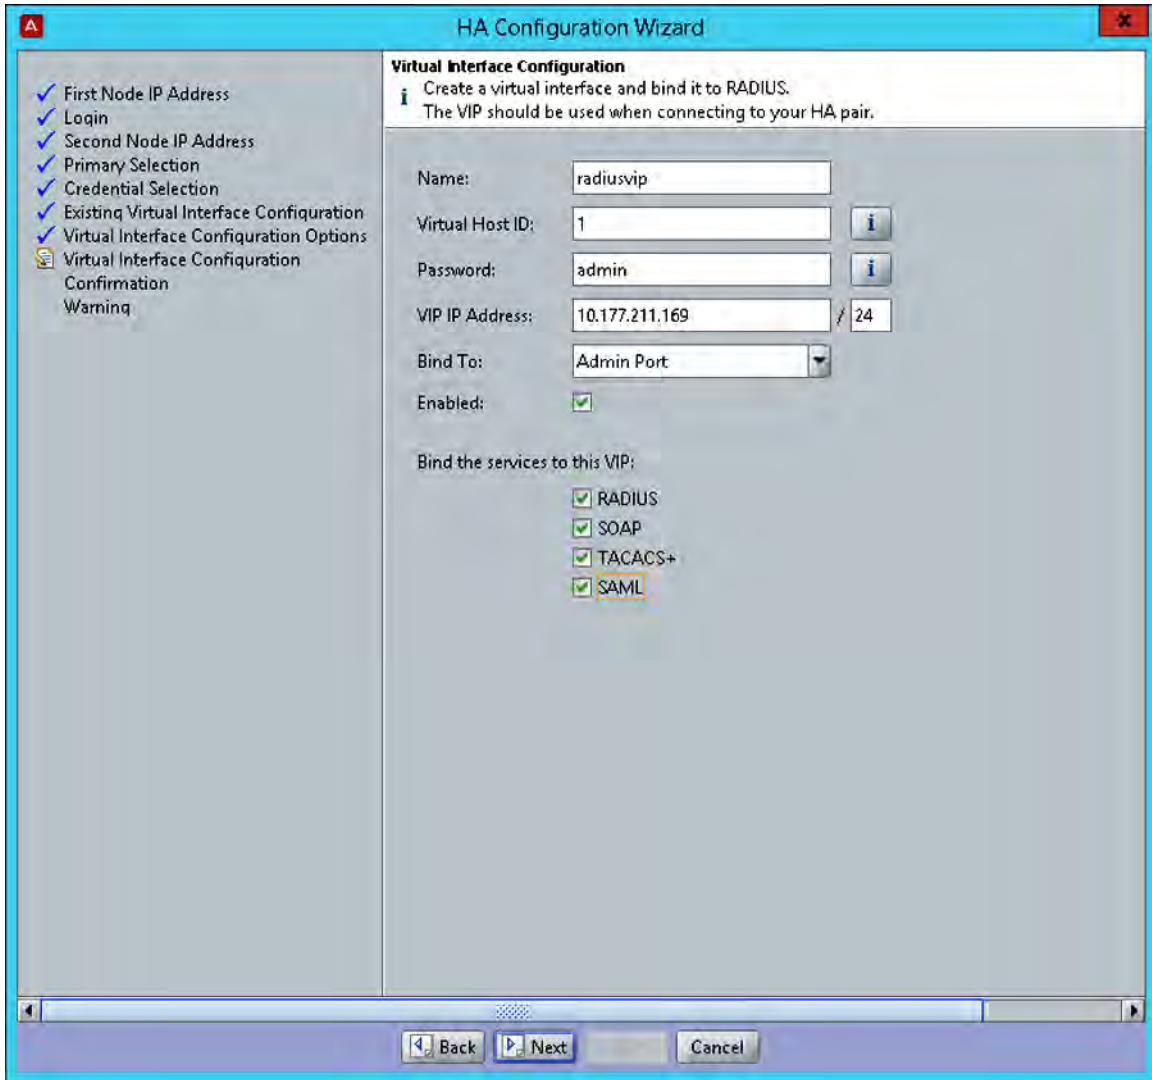 A
HA Configuration Wizard
x
First Node IP Address
Login
Second Node IP Address
Primary Selection
Credential Selection
Existing Virtual Interface Configuration
Virtual Interface Configuration Options
Virtual Interface Configuration
Confirmation
Warning
Virtual Interface Configuration
i Create a virtual interface and bind it to RADIUS.
The VIP should be used when connecting to your HA pair.
Name: radiusvip
Virtual Host ID: 1 i
Password: admin i
VIP IP Address: 10.177.211.169 / 24
Bind To: Admin Port
Enabled:
Bind the services to this VIP:
RADIUS
SOAP
TACACS+
SAML
Back Next Cancel